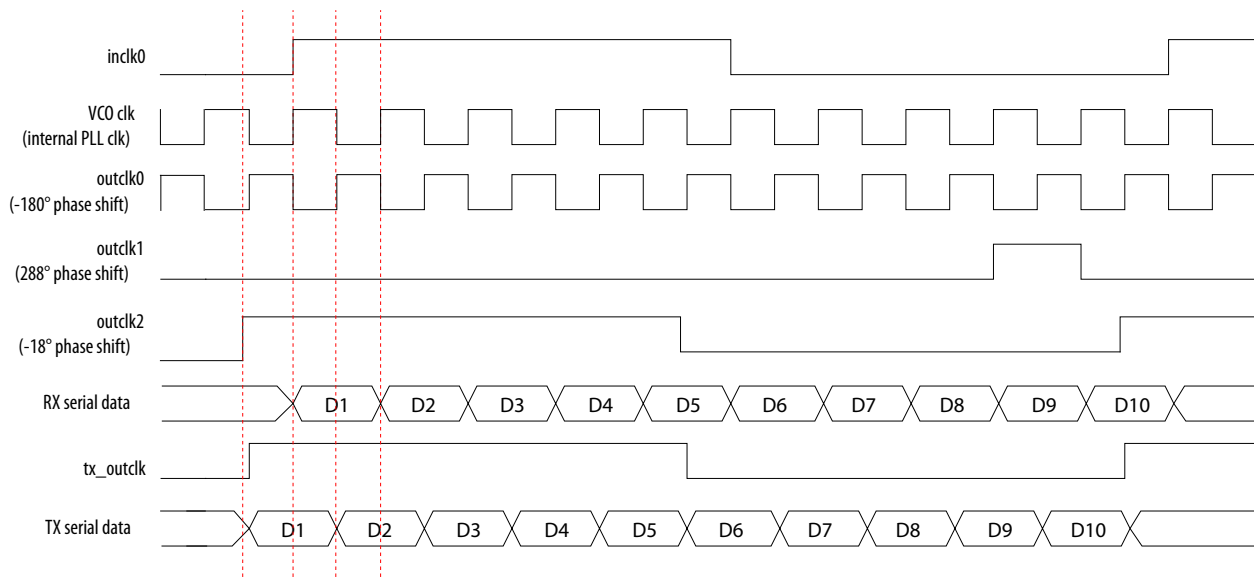 inclk0
VCO clk
(internal PLL clk)
outclk0
(-180° phase shift)
outclk1
(288° phase shift)
outclk2
(-18° phase shift)
RX serial data
D1 D2 D3 D4 D5 D6 D7 D8 D9 D10
tx_outclk
TX serial data
D1 D2 D3 D4 D5 D6 D7 D8 D9 D10